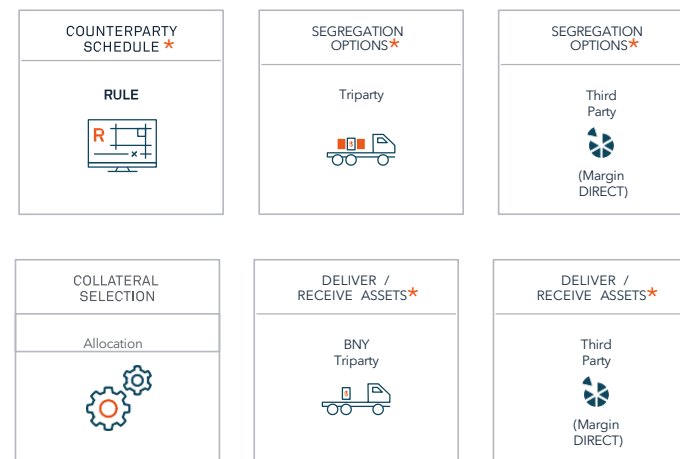 COUNTERPARTY
SCHEDULE *
RULE
R
SEGREGATION
OPTIONS*
Triparty
$
SEGREGATION
OPTIONS*
Third
Party
(Margin
DIRECT)
COLLATERAL
SELECTION
Allocation
DELIVER /
RECEIVE ASSETS*
BNY
Triparty
$
DELIVER /
RECEIVE ASSETS*
Third
Party
(Margin
DIRECT)